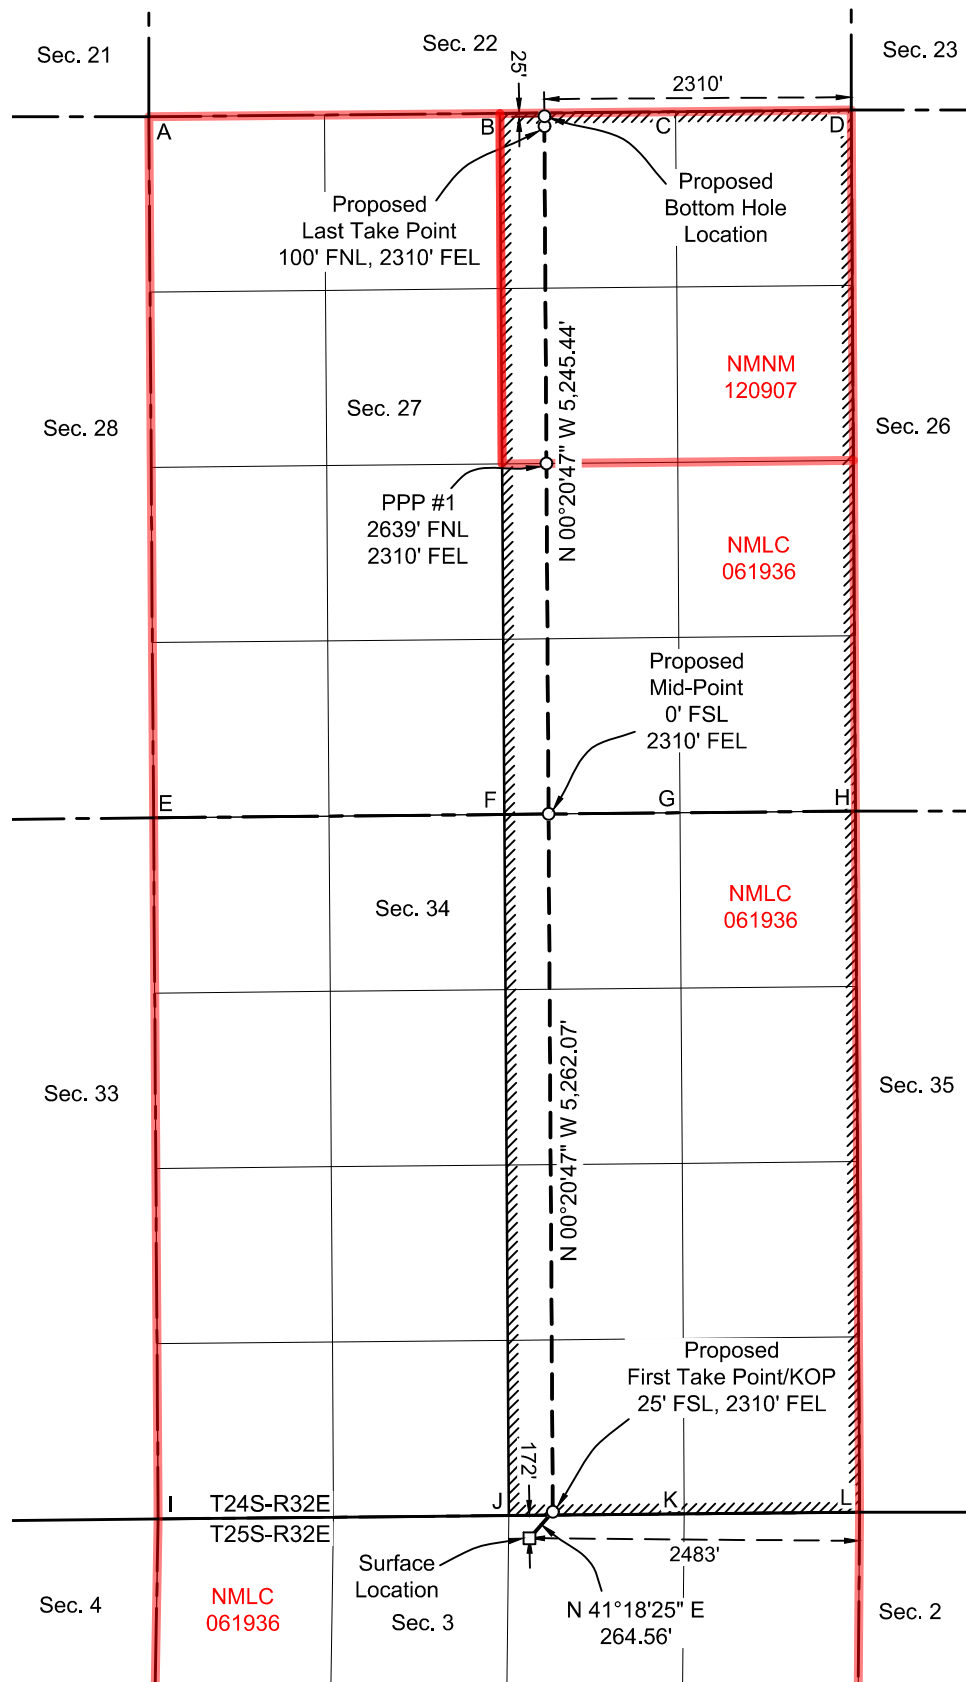 Sec. 21
Sec. 22
Sec. 23
25'
2310'
A
B
C
D
Proposed
Last Take Point
100' FNL, 2310' FEL
Proposed
Bottom Hole
Location
N 00°20'47" W 5,245.44'
NMNM
120907
Sec. 28
Sec. 27
Sec. 26
PPP #1
2639' FNL
2310' FEL
NMLC
061936
Proposed
Mid-Point
0' FSL
2310' FEL
E
F
G
H
Sec. 34
NMLC
061936
N 00°20'47" W 5,262.07'
Sec. 33
Sec. 35
Proposed
First Take Point/KOP
25' FSL, 2310' FEL
172'
I
T24S-R32E
J
K
L
T25S-R32E
2483'
Surface
Location
Sec. 4
NMLC
061936
Sec. 3
N 41°18'25" E
264.56'
Sec. 2